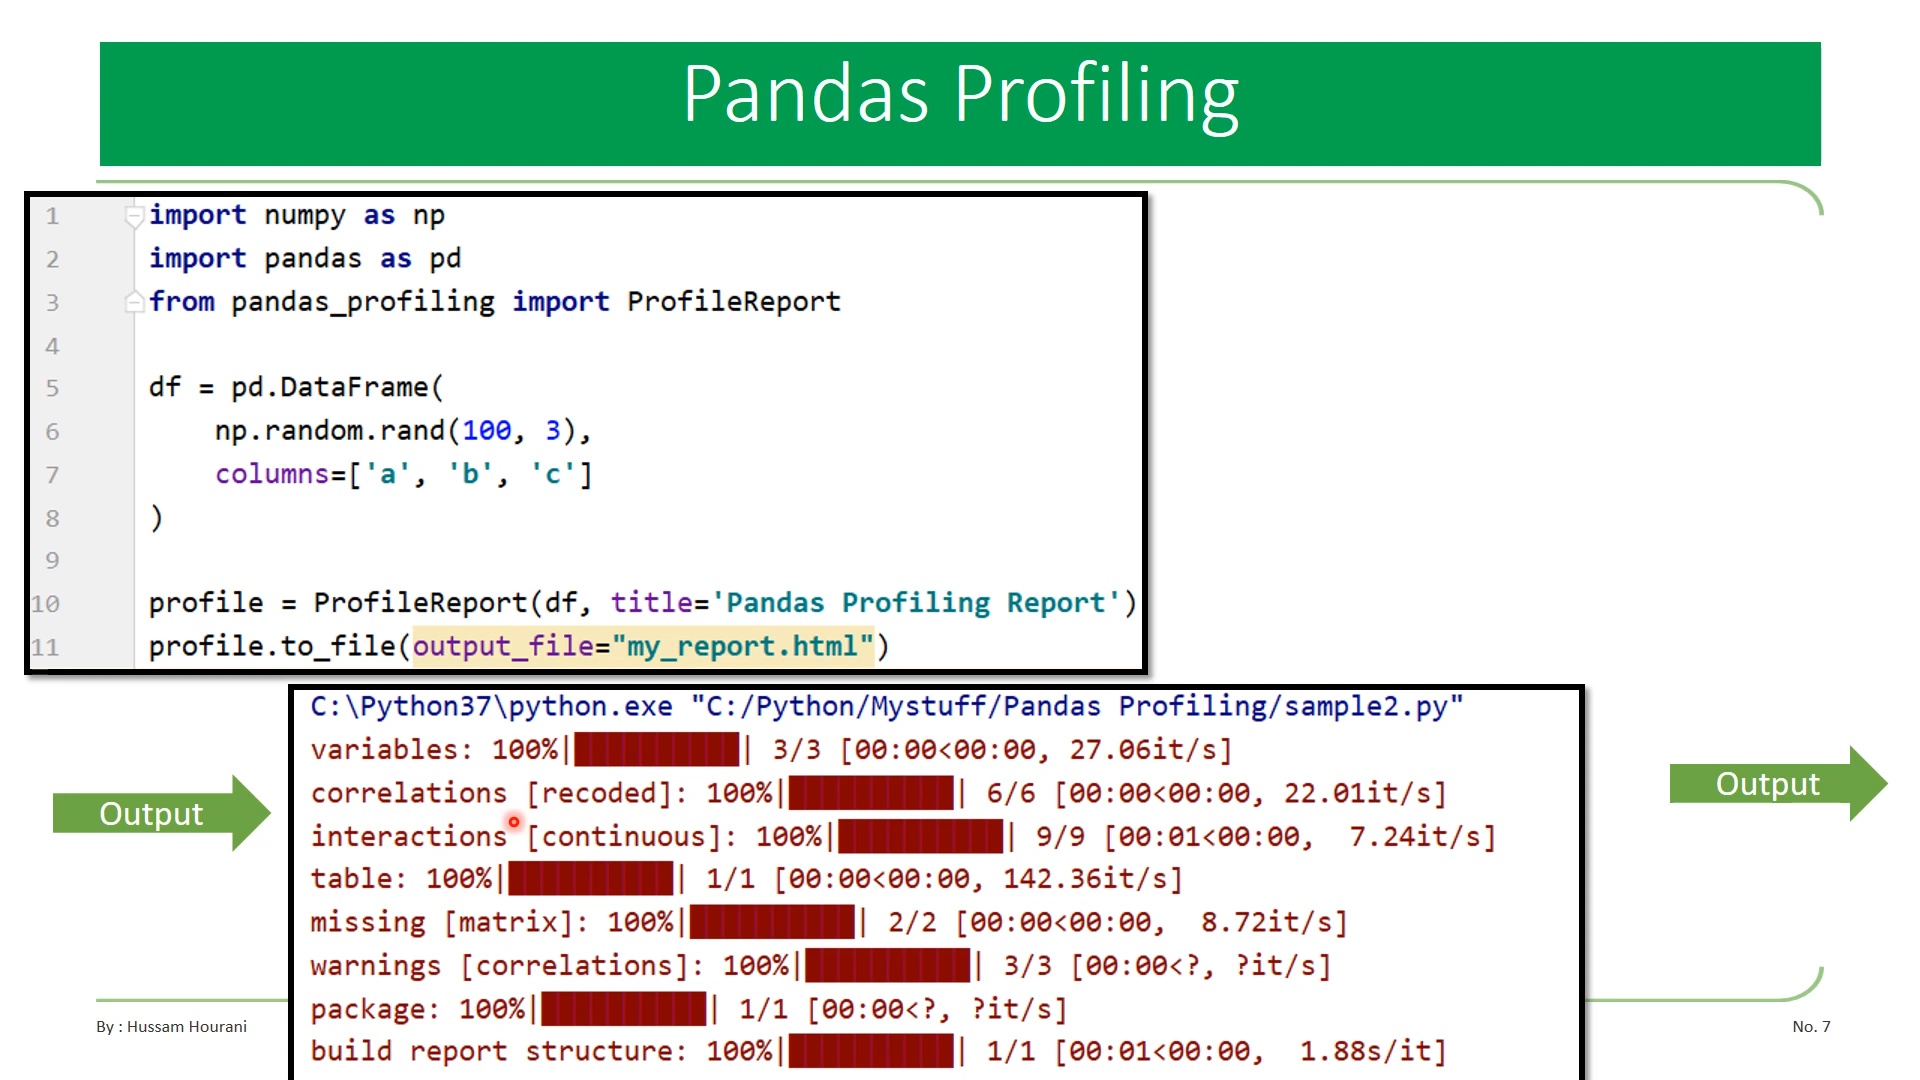 Pandas Profiling
1 import numpy as np
2 import pandas as pd
3 from pandas_profiling import ProfileReport
4
5 df = pd.DataFrame(
6 np.random.rand(100, 3),
7 columns=['a', 'b', 'c']
8 )
9
10 profile = ProfileReport(df, title='Pandas Profiling Report')
11 profile.to_file(output_file="my_report.html")
Output
C:\Python37\python.exe "C:/Python/Mystuff/Pandas Profiling/sample2.py"
variables: 100%|██████████| 3/3 [00:00<00:00, 27.06it/s]
correlations [recoded]: 100%|██████████| 6/6 [00:00<00:00, 22.01it/s]
interactions [continuous]: 100%|██████████| 9/9 [00:01<00:00, 7.24it/s]
table: 100%|██████████| 1/1 [00:00<00:00, 142.36it/s]
missing [matrix]: 100%|██████████| 2/2 [00:00<00:00, 8.72it/s]
warnings [correlations]: 100%|██████████| 3/3 [00:00<?, ?it/s]
package: 100%|██████████| 1/1 [00:00<?, ?it/s]
build report structure: 100%|██████████| 1/1 [00:01<00:00, 1.88s/it]
Output
By : Hussam Hourani
No. 7